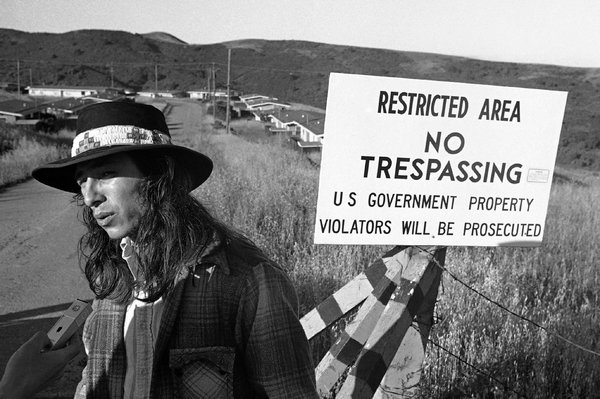 RESTRICTED AREA
NO
TRESPASSING
U S GOVERNMENT PROPERTY
VIOLATORS WILL BE PROSECUTED